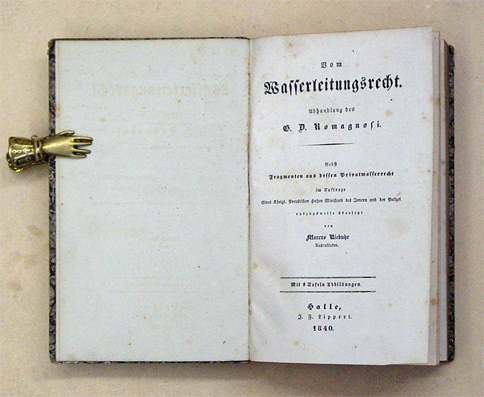 Vom
Wasserleitungsrecht.
Abhandlung des
G. D. Romagnosi.
Nebst
Fragmenten aus dessen Privatwasserrecht
im Auftrage
Eines Königl. Preußischen Hohen Ministerii des Innern und der Polizei
auszugsweise übersetzt
von
Marcus Niebuhr
Mit 8 Tafeln Abbildungen.
Halle,
J. F. Lippert.
1840.